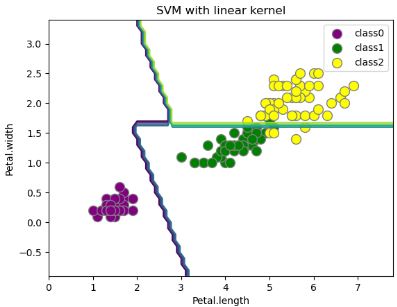 SVM with linear kernel
class0
class1
class2
Petal.width
3.0
2.5
2.0
1.5
1.0
0.5
0.0
−0.5
0 1 2 3 4 5 6 7
Petal.length